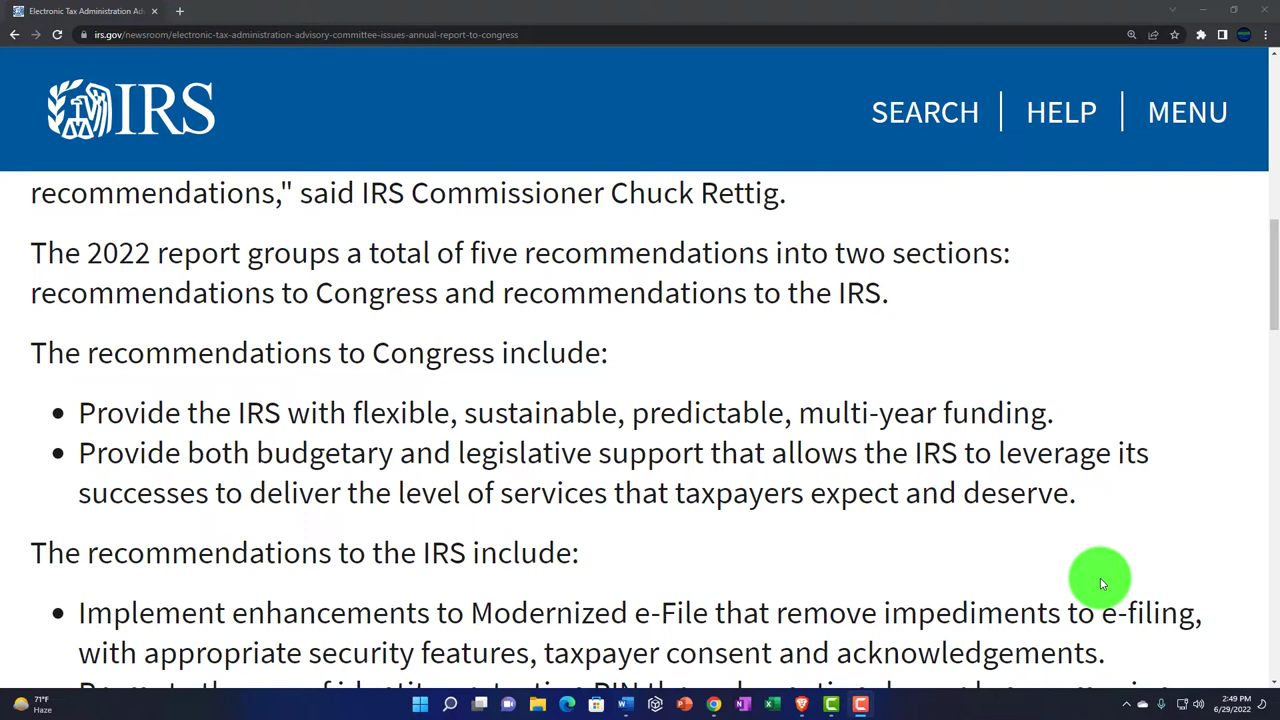 Electronic Tax Administration Adv
irs.gov/newsroom/electronic-tax-administration-advisory-committee-issues-annual-report-to-congress
IRS
SEARCH
HELP
MENU
recommendations," said IRS Commissioner Chuck Rettig.
The 2022 report groups a total of five recommendations into two sections:
recommendations to Congress and recommendations to the IRS.
The recommendations to Congress include:
Provide the IRS with flexible, sustainable, predictable, multi-year funding.
Provide both budgetary and legislative support that allows the IRS to leverage its
successes to deliver the level of services that taxpayers expect and deserve.
The recommendations to the IRS include:
Implement enhancements to Modernized e-File that remove impediments to e-filing,
with appropriate security features, taxpayer consent and acknowledgements.
71°F
Haze
2:49 PM
6/29/2022